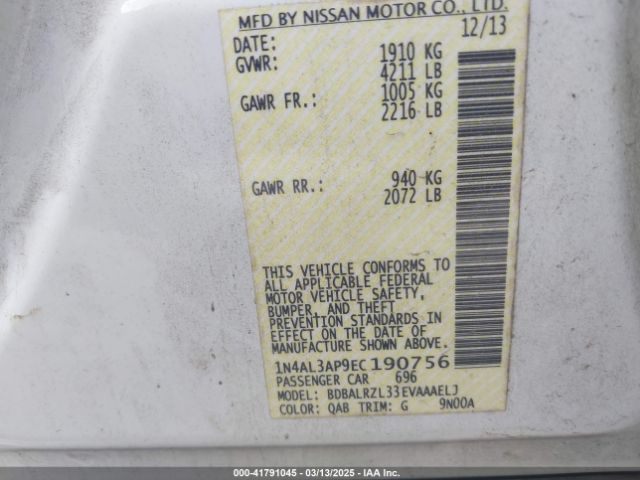 MFD BY NISSAN MOTOR CO., LTD.
DATE: 12/13
GVWR: 1910 KG
4211 LB
GAWR FR.: 1005 KG
2216 LB
GAWR RR.: 940 KG
2072 LB
THIS VEHICLE CONFORMS TO
ALL APPLICABLE FEDERAL
MOTOR VEHICLE SAFETY,
BUMPER, AND THEFT
PREVENTION STANDARDS IN
EFFECT ON THE DATE OF
MANUFACTURE SHOWN ABOVE.
1N4AL3AP9EC190756
PASSENGER CAR 696
MODEL: BDBALRZL33EVAAAELJ
COLOR: QAB TRIM: G 9N00A
000-41791045 — 03/13/2025 — IAA Inc.